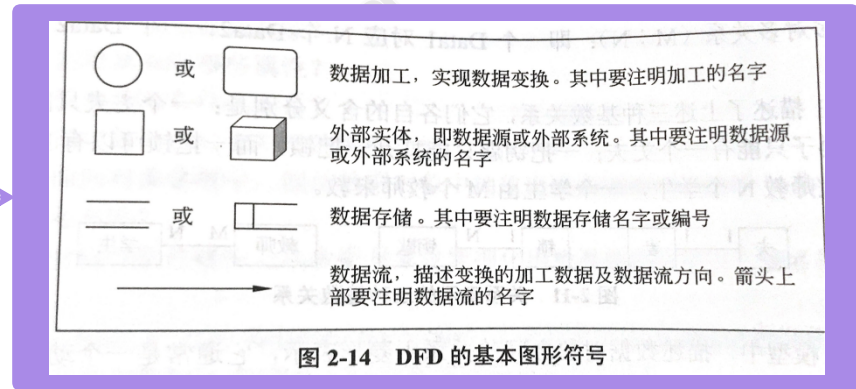 或
数据加工，实现数据变换。其中要注明加工的名字
或
外部实体，即数据源或外部系统。其中要注明数据源
或外部系统的名字
或
数据存储。其中要注明数据存储名字或编号
数据流，描述变换的加工数据及数据流方向。箭头上
部要注明数据流的名字
图 2-14 DFD 的基本图形符号